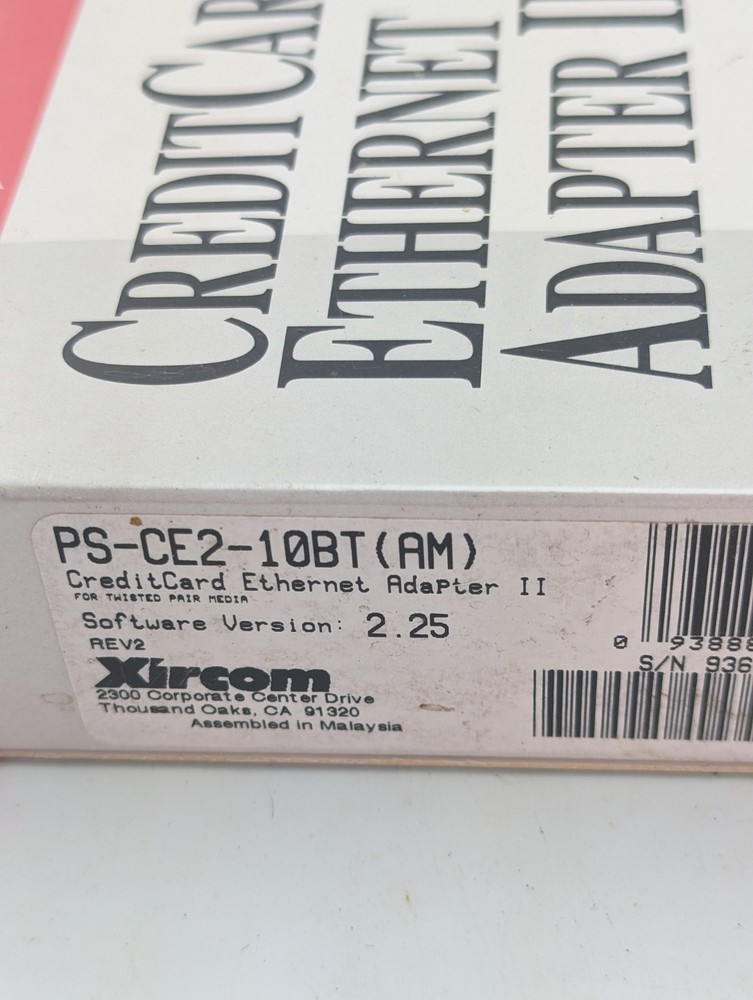 CREDITCAR
ETHERNET
ADAPTER II
PS-CE2-10BT(AM)
CreditCard Ethernet Adapter II
FOR TWISTED PAIR MEDIA
Software Version: 2.25
REV2
Xircom
2300 Corporate Center Drive
Thousand Oaks, CA 91320
Assembled in Malaysia
0 93888
S/N 936